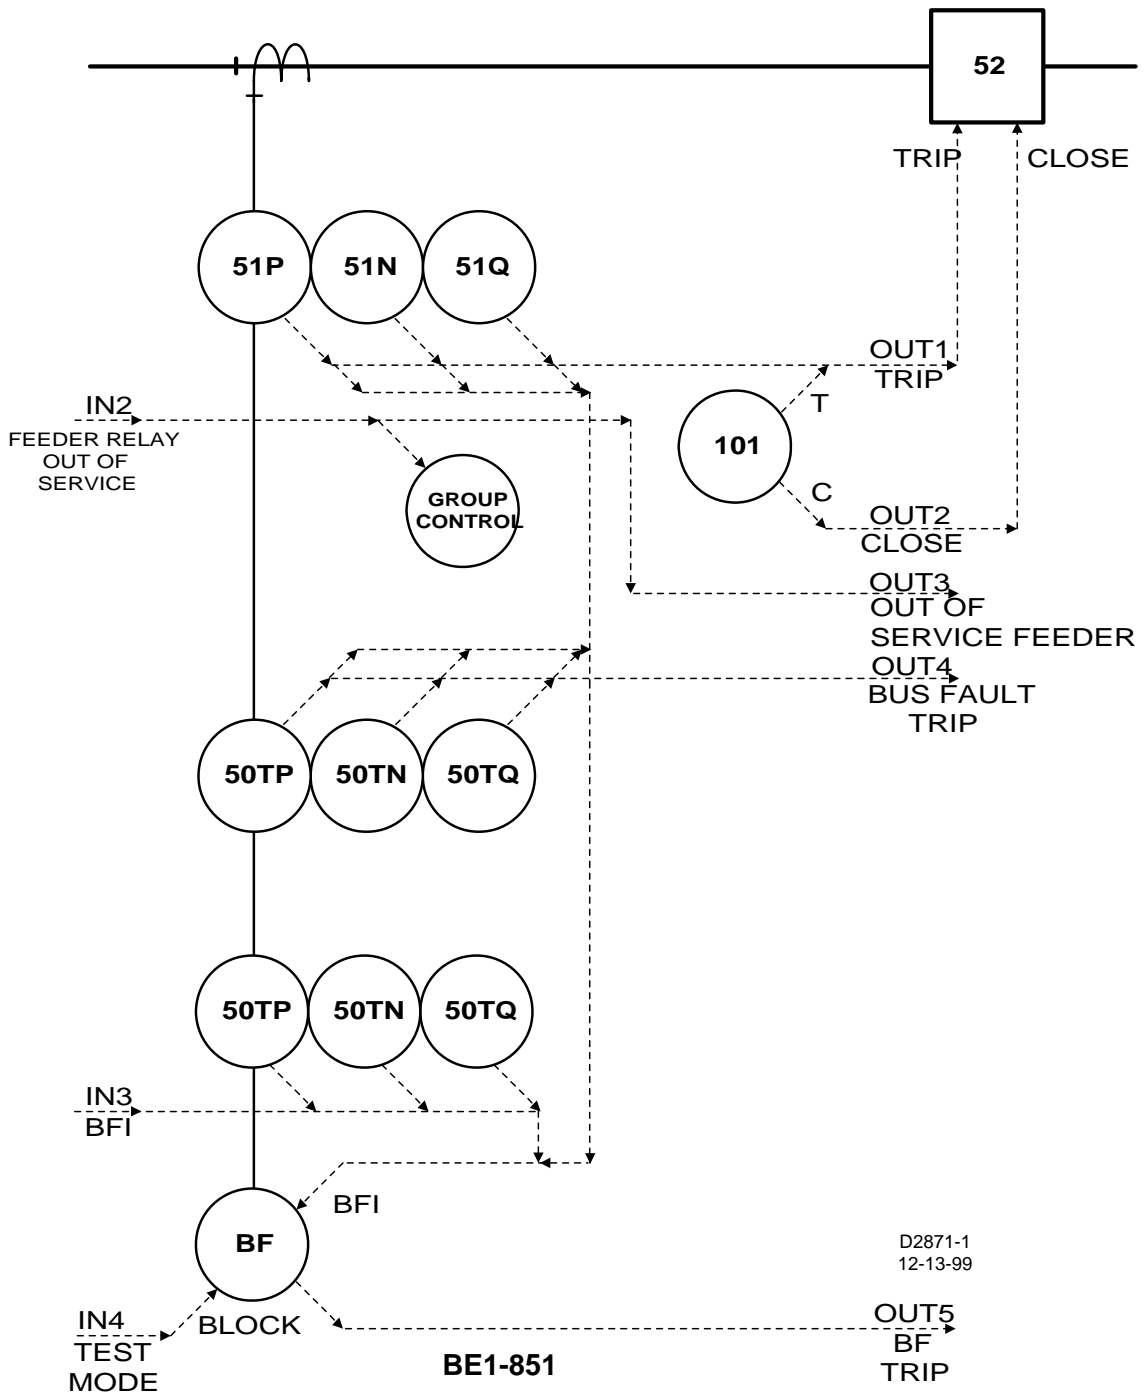 52
TRIP
CLOSE
51P
51N
51Q
OUT1
TRIP
IN2
FEEDER RELAY
OUT OF
SERVICE
T
101
C
GROUP
CONTROL
OUT2
CLOSE
OUT3
OUT OF
SERVICE FEEDER
OUT4
BUS FAULT
TRIP
50TP
50TN
50TQ
50TP
50TN
50TQ
IN3
BFI
BFI
BF
D2871-1
12-13-99
IN4
TEST
MODE
BLOCK
OUT5
BF
TRIP
BE1-851